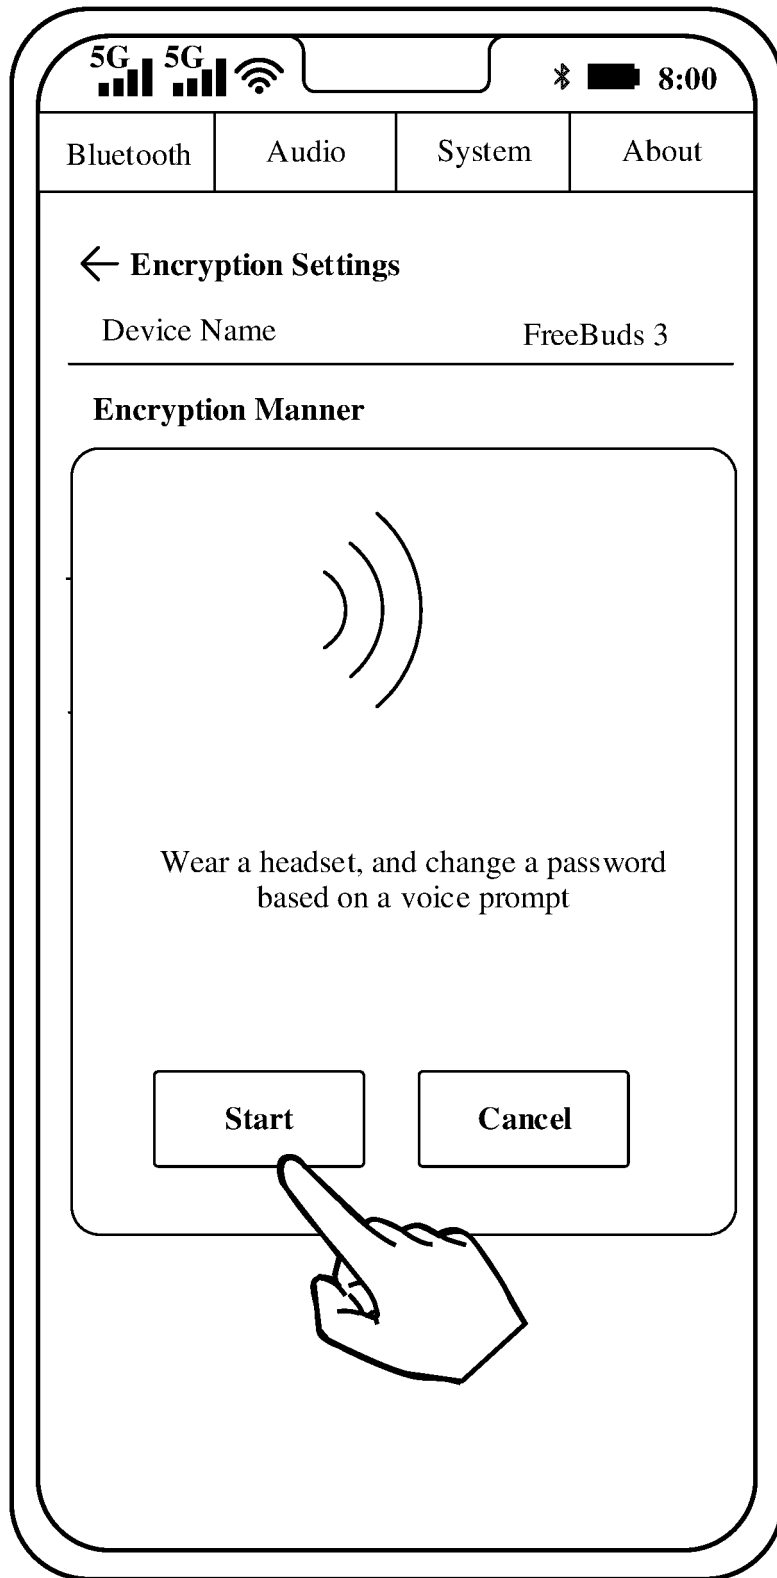 5G 5G 8:00
Bluetooth Audio System About
Encryption Settings
Device Name FreeBuds 3
Encryption Manner
Wear a headset, and change a password
based on a voice prompt
Start Cancel